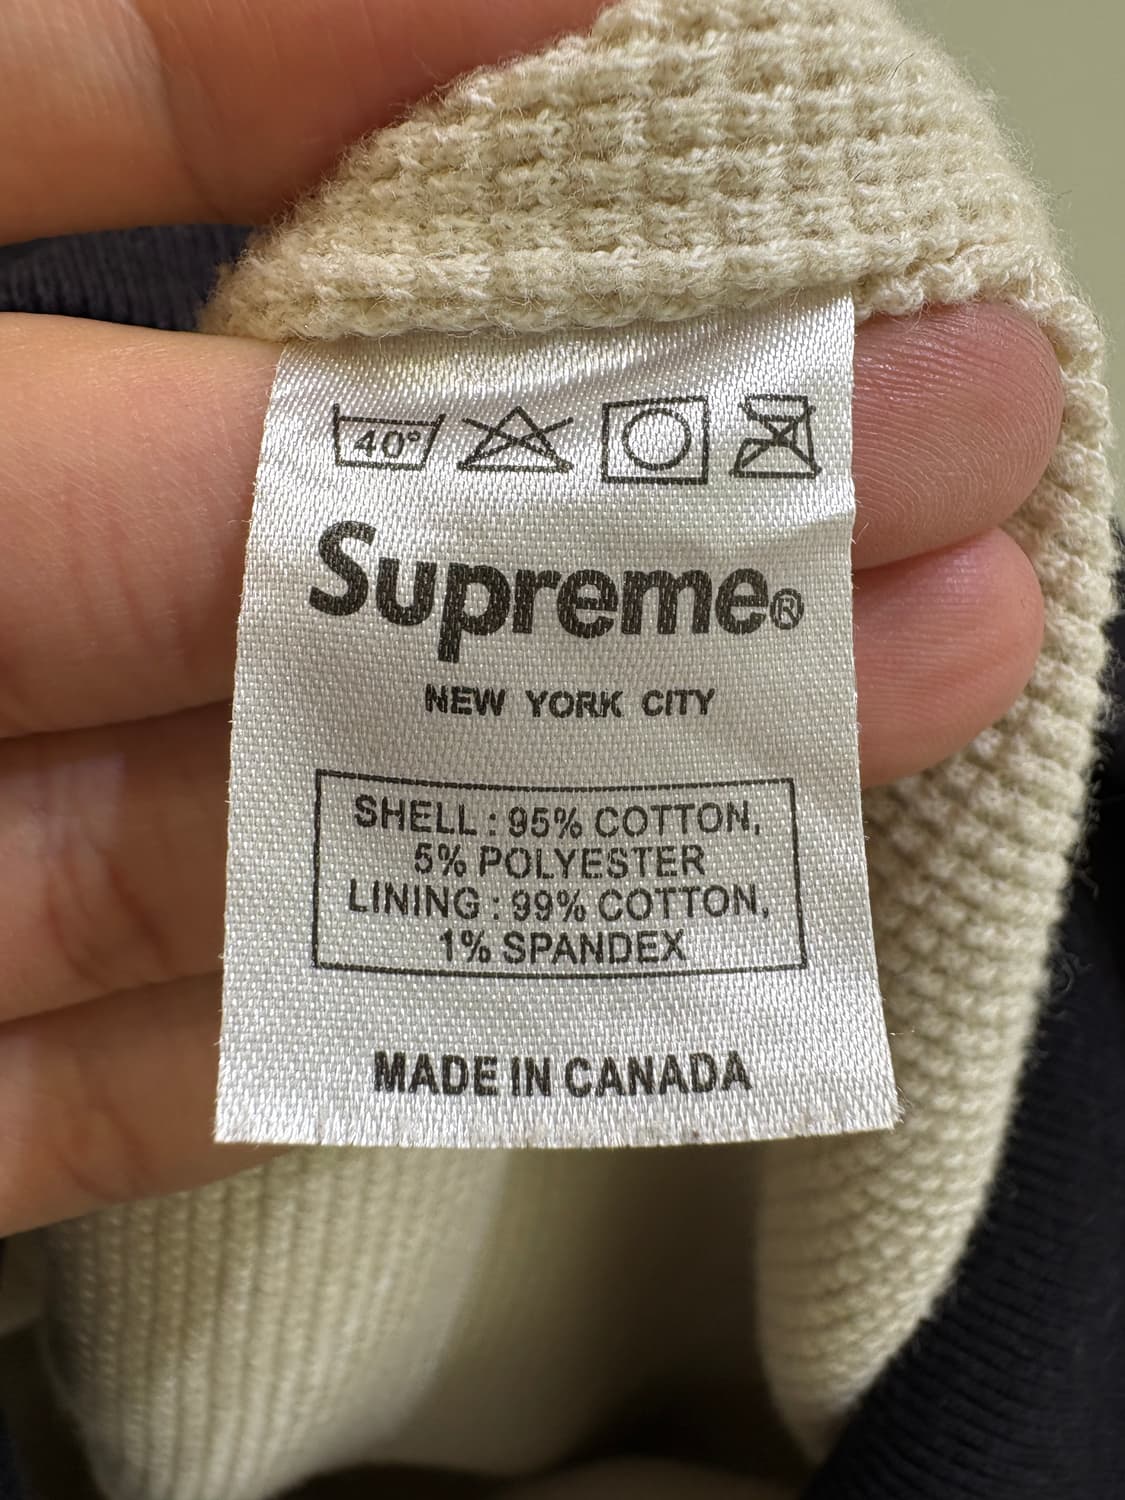 40°
Supreme®
NEW YORK CITY
SHELL : 95% COTTON,
5% POLYESTER
LINING : 99% COTTON,
1% SPANDEX
MADE IN CANADA